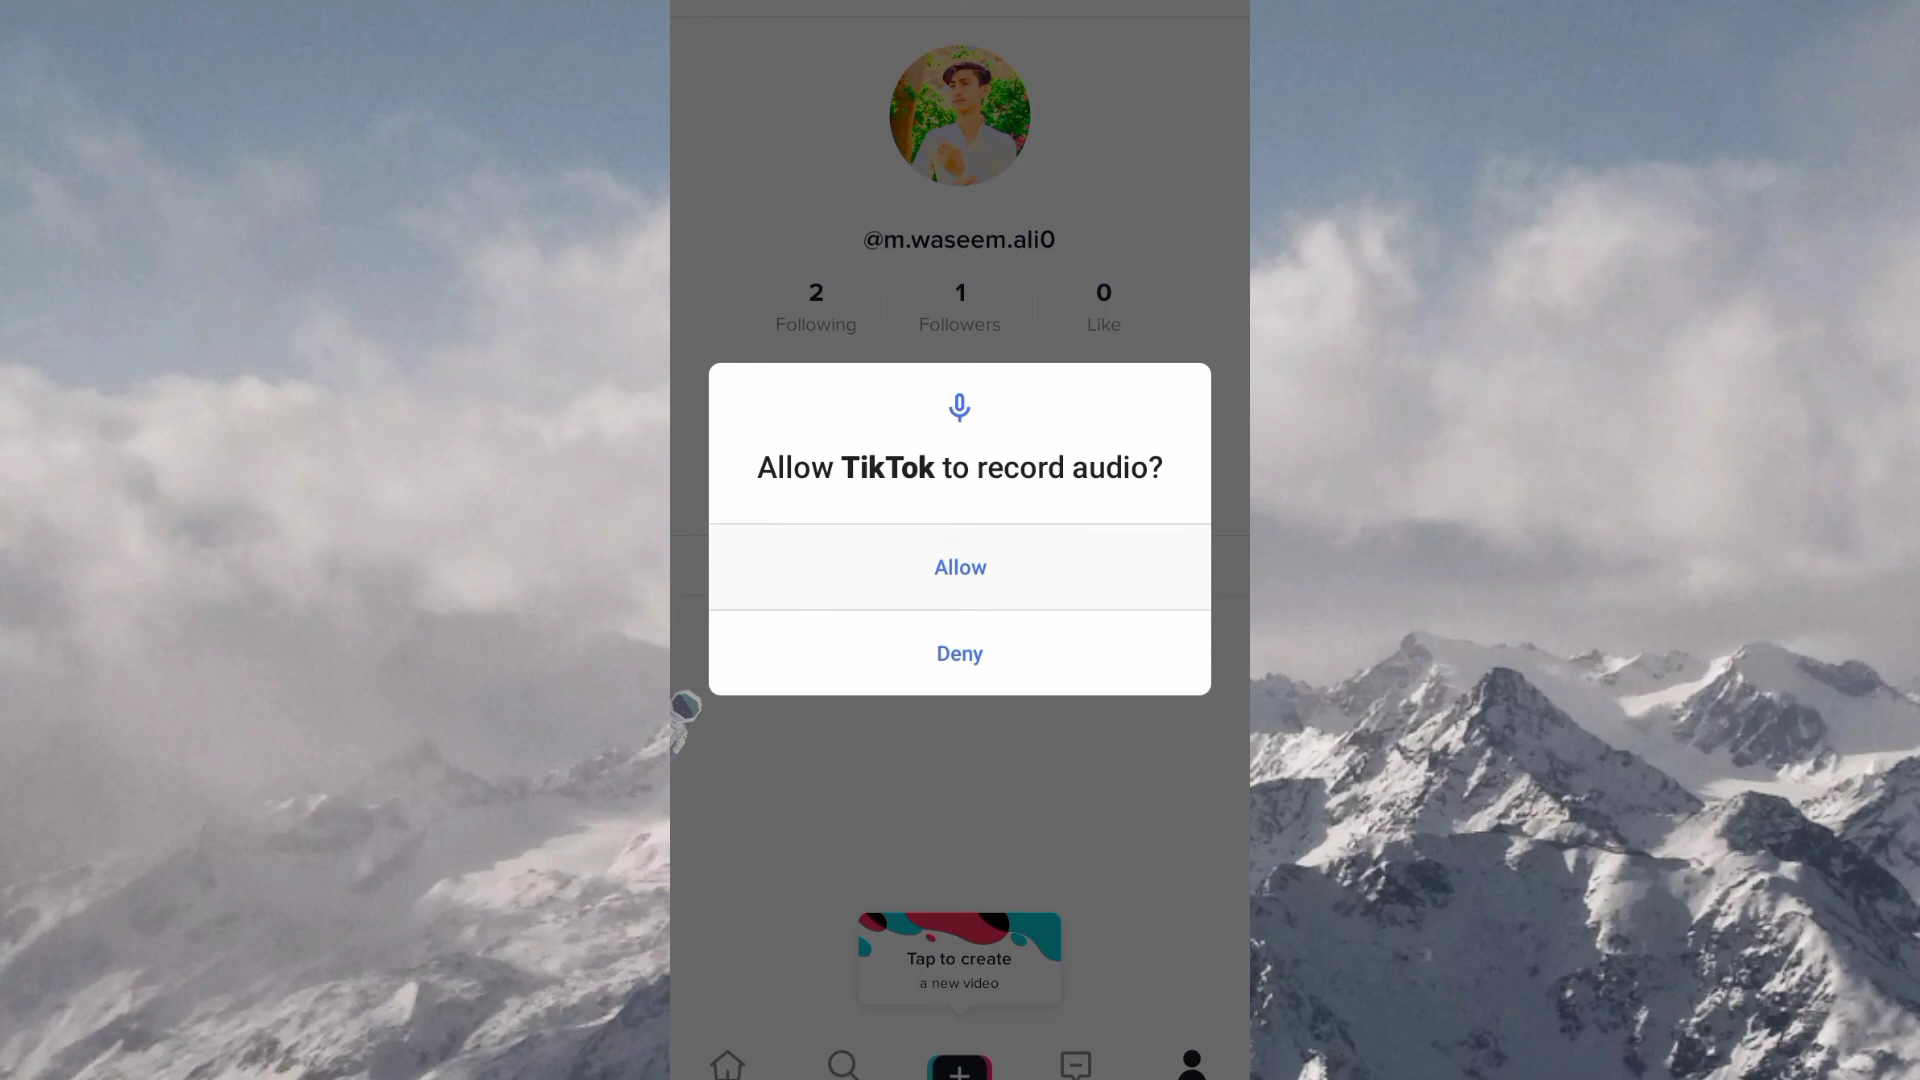 @m.waseem.ali0
2 1 0
Following Followers Like
Allow TikTok to record audio?
Allow
Deny
Tap to create
a new video